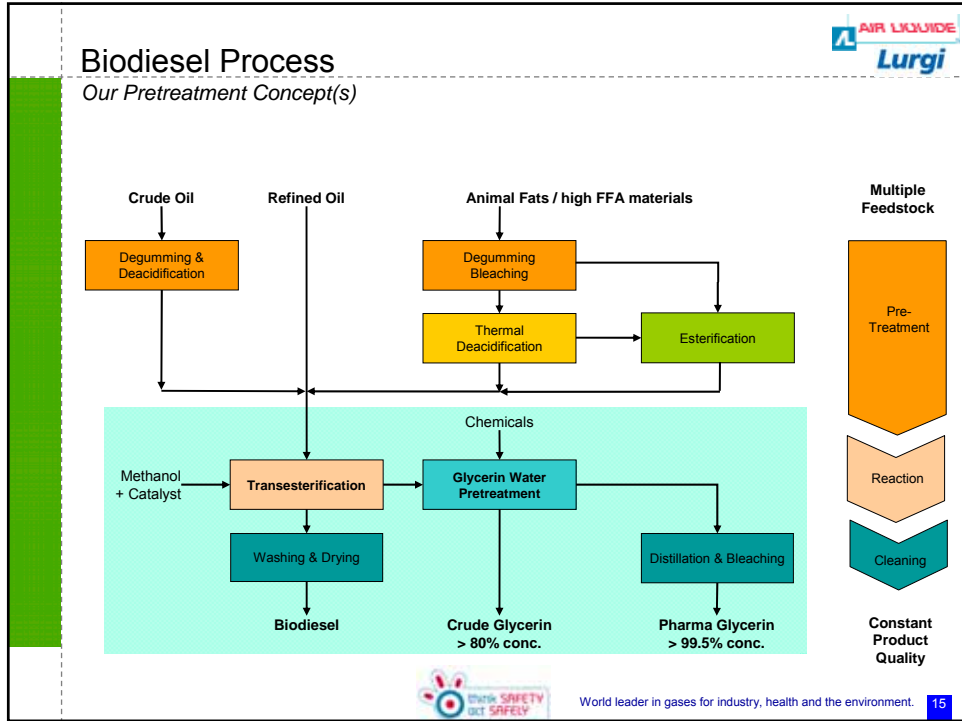 AIR LIQUIDE
Lurgi
Biodiesel Process
Our Pretreatment Concept(s)
Crude Oil
Refined Oil
Animal Fats / high FFA materials
Multiple
Feedstock
Degumming &
Deacidification
Degumming
Bleaching
Thermal
Deacidification
Esterification
Pre-
Treatment
Chemicals
Methanol
+ Catalyst
Transesterification
Glycerin Water
Pretreatment
Reaction
Washing & Drying
Distillation & Bleaching
Cleaning
Biodiesel
Crude Glycerin
> 80% conc.
Pharma Glycerin
> 99.5% conc.
Constant
Product
Quality
think SAFETY
act SAFELY
World leader in gases for industry, health and the environment.
15